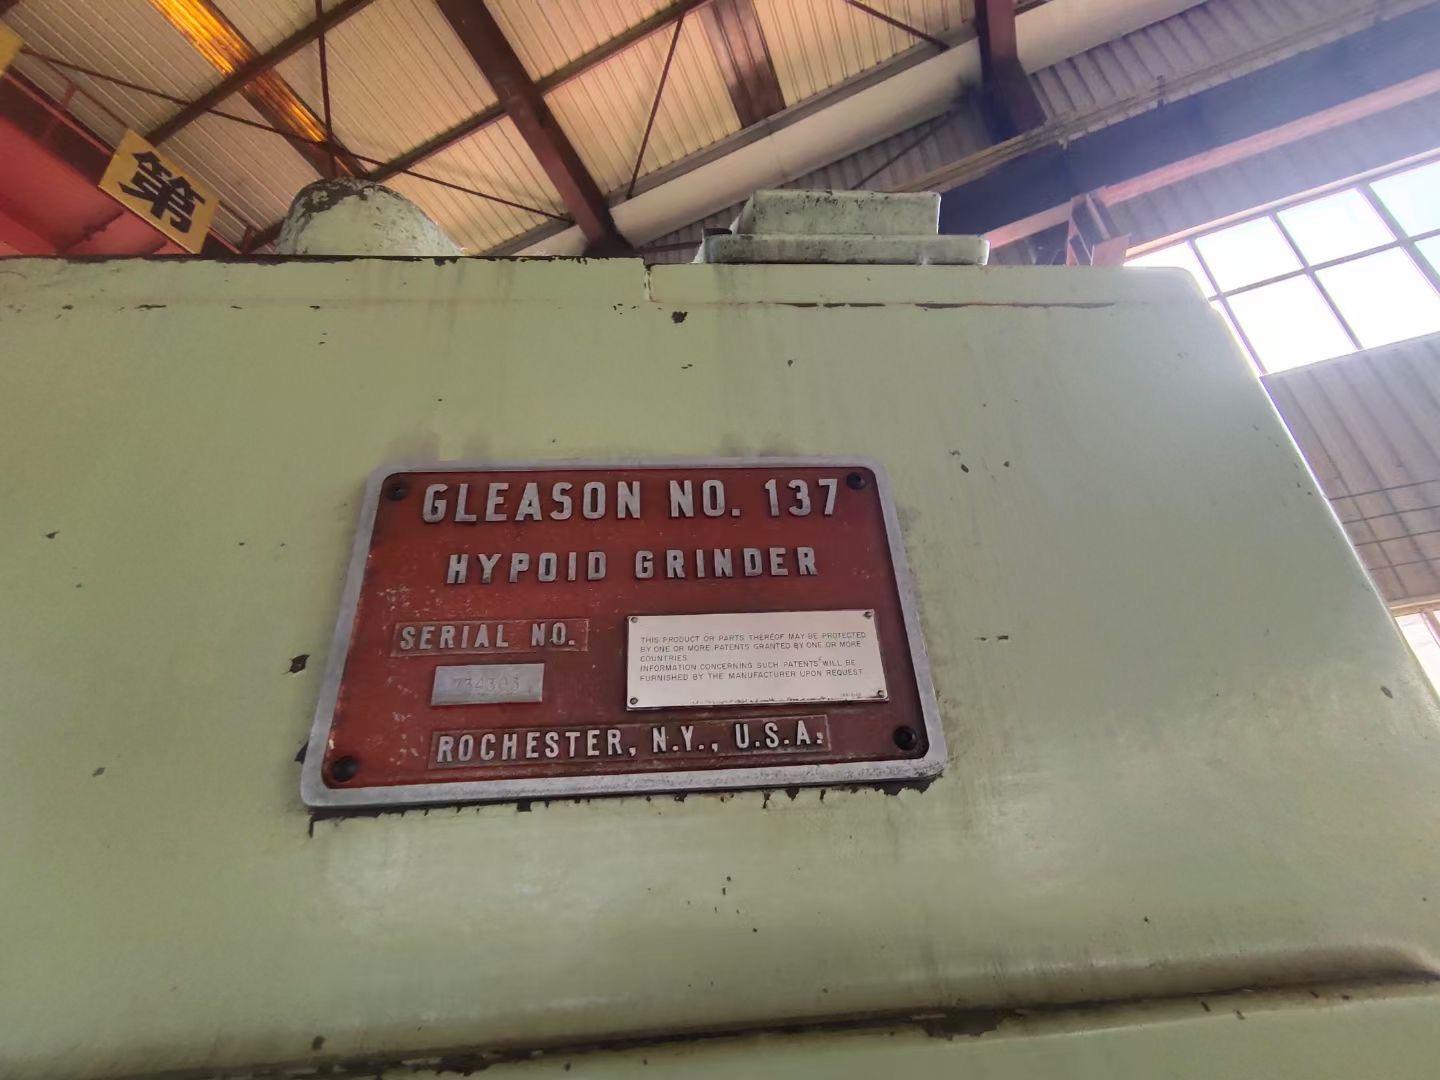 第
GLEASON NO. 137
HYPOID GRINDER
SERIAL NO.
THIS PRODUCT OR PARTS THEREOF MAY BE PROTECTED
BY ONE OR MORE PATENTS GRANTED BY ONE OR MORE
COUNTRIES
INFORMATION CONCERNING SUCH PATENTS WILL BE
FURNISHED BY THE MANUFACTURER UPON REQUEST
ROCHESTER, N.Y., U.S.A.